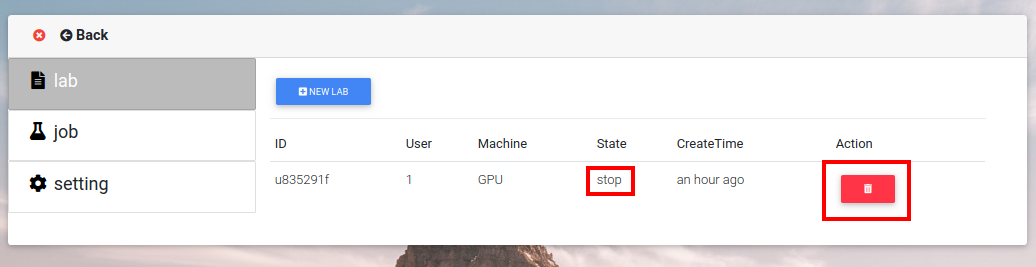 Back
lab
NEW LAB
job
setting
ID User Machine State CreateTime Action
u835291f 1 GPU stop an hour ago